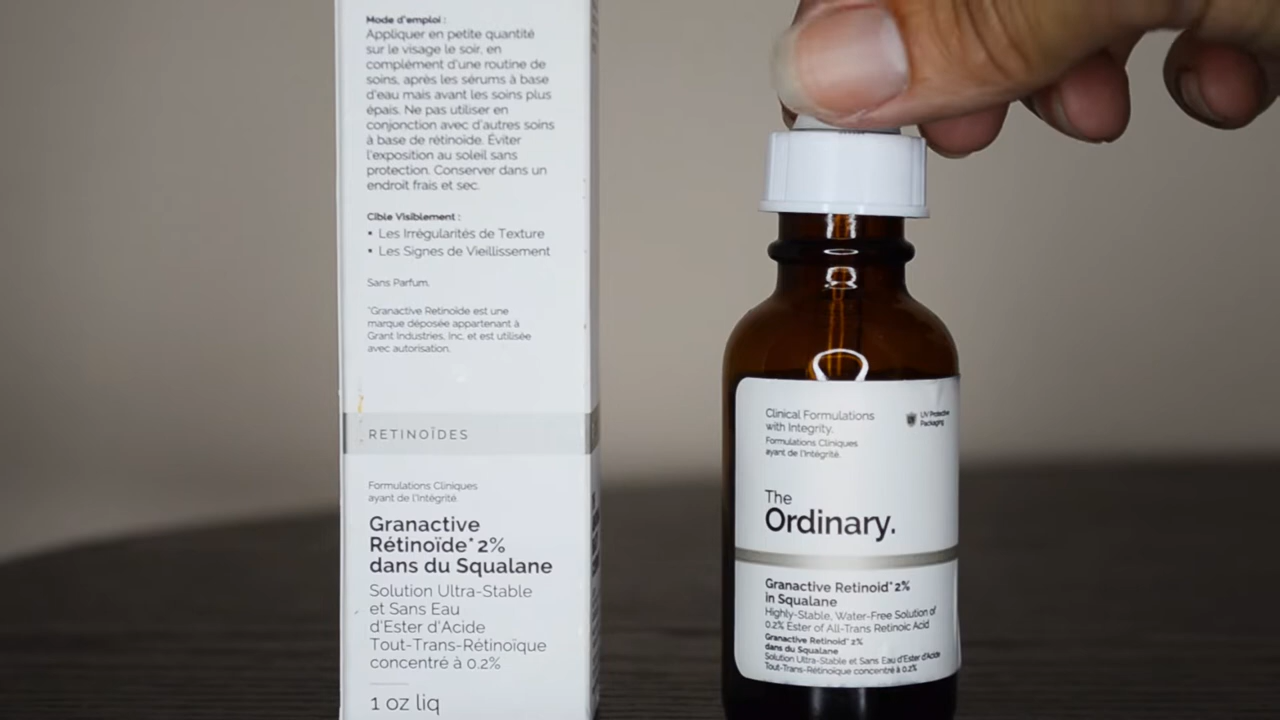 Mode d'emploi :
Appliquer en petite quantité
sur le visage le soir, en
complément d'une routine de
soins, après les sérums à base
d'eau mais avant les soins plus
épais. Ne pas utiliser en
conjonction avec d'autres soins
à base de rétinoïde. Éviter
l'exposition au soleil sans
protection. Conserver dans un
endroit frais et sec.
Cible Visiblement :
• Les Irrégularités de Texture
• Les Signes de Vieillissement
Sans Parfum.
*Granactive Retinoïde est une
marque déposée appartenant à
Grant Industries, Inc. et est utilisée
avec autorisation.
RETINOÏDES
Formulations Cliniques
ayant de l'Intégrité.
Granactive
Rétinoïde* 2%
dans du Squalane
Solution Ultra-Stable
et Sans Eau
d'Ester d'Acide
Tout-Trans-Rétinoïque
concentré à 0.2%
1 oz liq
Clinical Formulations
with Integrity.
Formulations Cliniques
ayant de l'Intégrité.
UV Protective
Packaging
The
Ordinary.
Granactive Retinoid* 2%
in Squalane
Highly-Stable, Water-Free Solution of
0.2% Ester of All-Trans Retinoic Acid
Granactive Retinoid* 2%
dans du Squalane
Solution Ultra-Stable et Sans Eau d'Ester d'Acide
Tout-Trans-Rétinoïque concentré à 0.2%